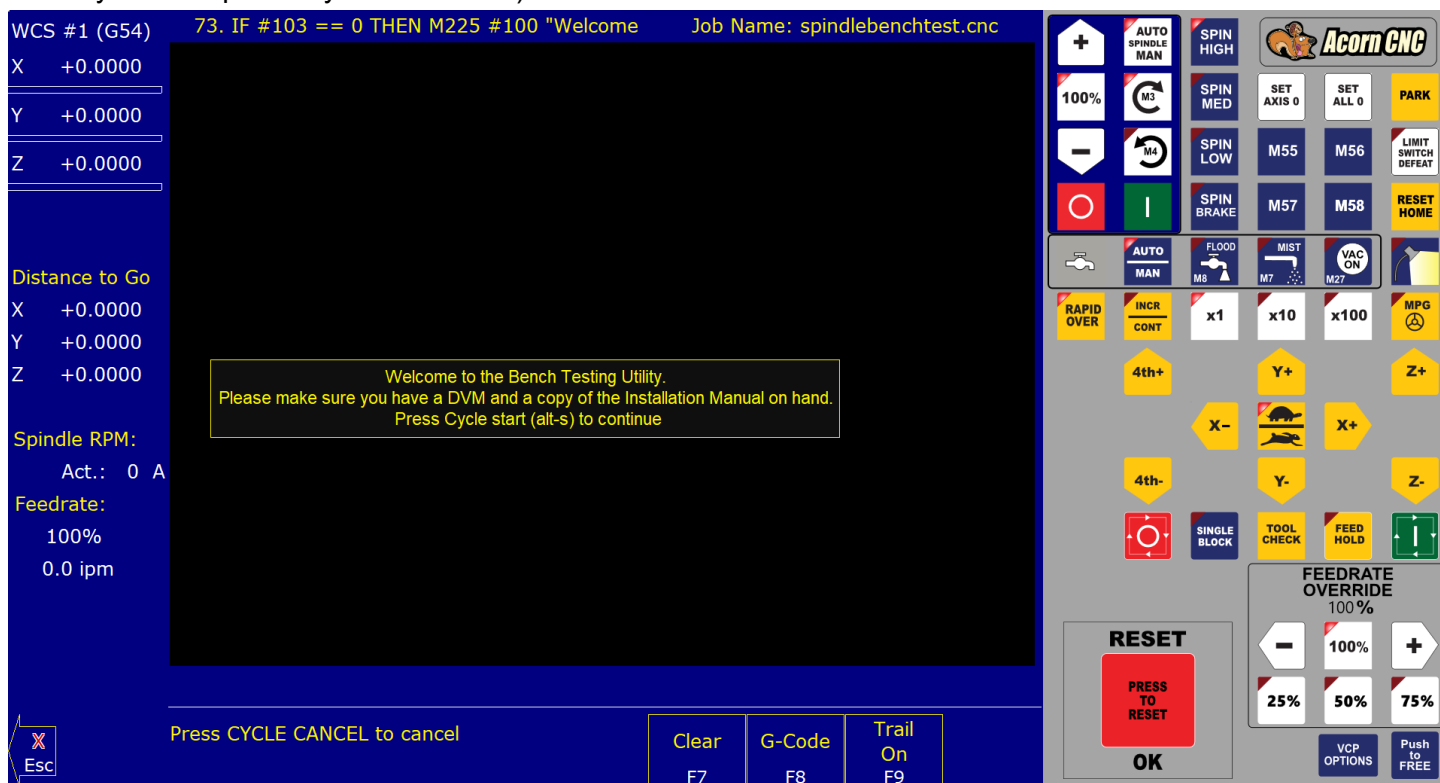 WCS #1 (G54)
73. IF #103 == 0 THEN M225 #100 "Welcome
Job Name: spindlebenchtest.cnc
X +0.0000
Y +0.0000
Z +0.0000
Distance to Go
X +0.0000
Y +0.0000
Z +0.0000
Spindle RPM:
Act.: 0 A
Feedrate:
100%
0.0 ipm
Welcome to the Bench Testing Utility.
Please make sure you have a DVM and a copy of the Installation Manual on hand.
Press Cycle start (alt-s) to continue
X
Esc
Press CYCLE CANCEL to cancel
Clear
F7
G-Code
F8
Trail
On
F9
+
AUTO
SPINDLE
MAN
SPIN
HIGH
Acorn CNC
100%
M3
SPIN
MED
SET
AXIS 0
SET
ALL 0
PARK
−
M4
SPIN
LOW
M55
M56
LIMIT
SWITCH
DEFEAT
SPIN
BRAKE
M57
M58
RESET
HOME
AUTO
MAN
FLOOD
M8
MIST
M7
VAC
ON
M27
RAPID
OVER
INCR
CONT
x1
x10
x100
MPG
4th+
Y+
Z+
X-
X+
4th-
Y-
Z-
SINGLE
BLOCK
TOOL
CHECK
FEED
HOLD
FEEDRATE
OVERRIDE
100%
−
100%
+
25%
50%
75%
RESET
PRESS
TO
RESET
OK
VCP
OPTIONS
Push
to
FREE